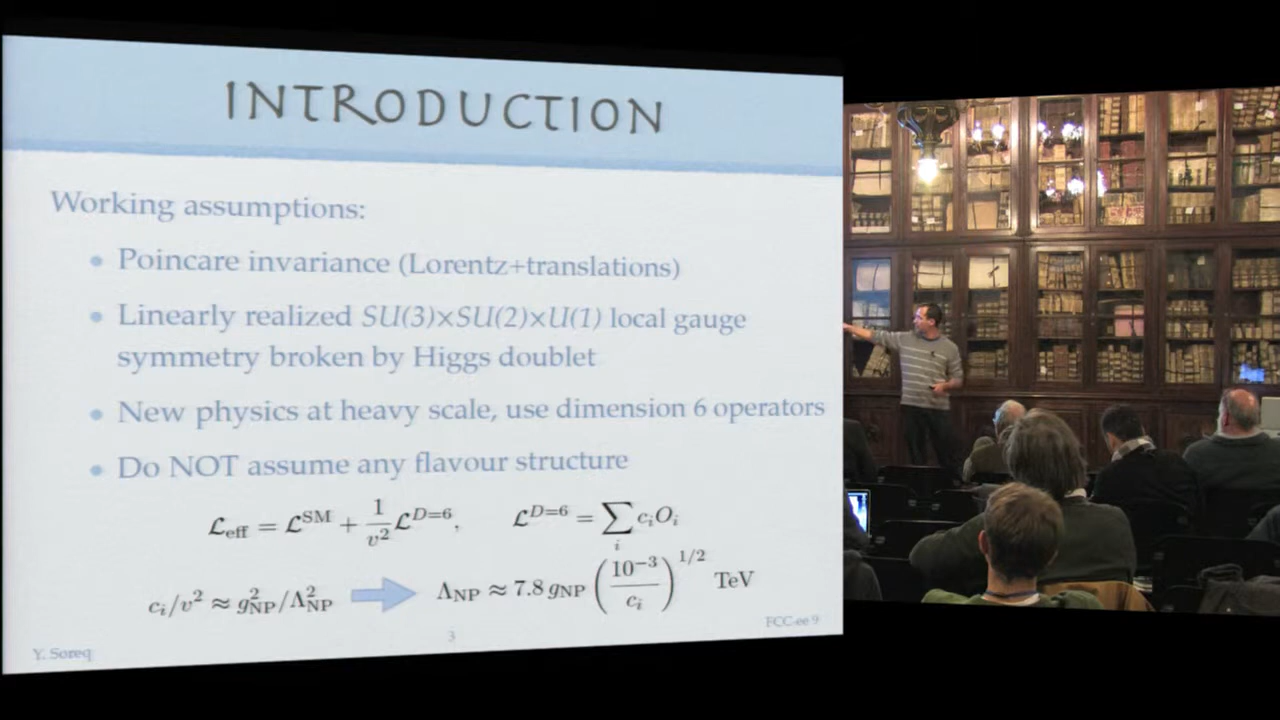 INTRODUCTION
Working assumptions:
• Poincare invariance (Lorentz+translations)
• Linearly realized SU(3)×SU(2)×U(1) local gauge
symmetry broken by Higgs doublet
• New physics at heavy scale, use dimension 6 operators
• Do NOT assume any flavour structure
ℒ_eff = ℒ^SM + 1/v² ℒ^{D=6}, ℒ^{D=6} = ∑_i c_i O_i
c_i/v² ≈ g²_NP/Λ²_NP Λ_NP ≈ 7.8 g_NP (10⁻³/c_i)^{1/2} TeV
Y. Soreq 3 FCC-ee 9